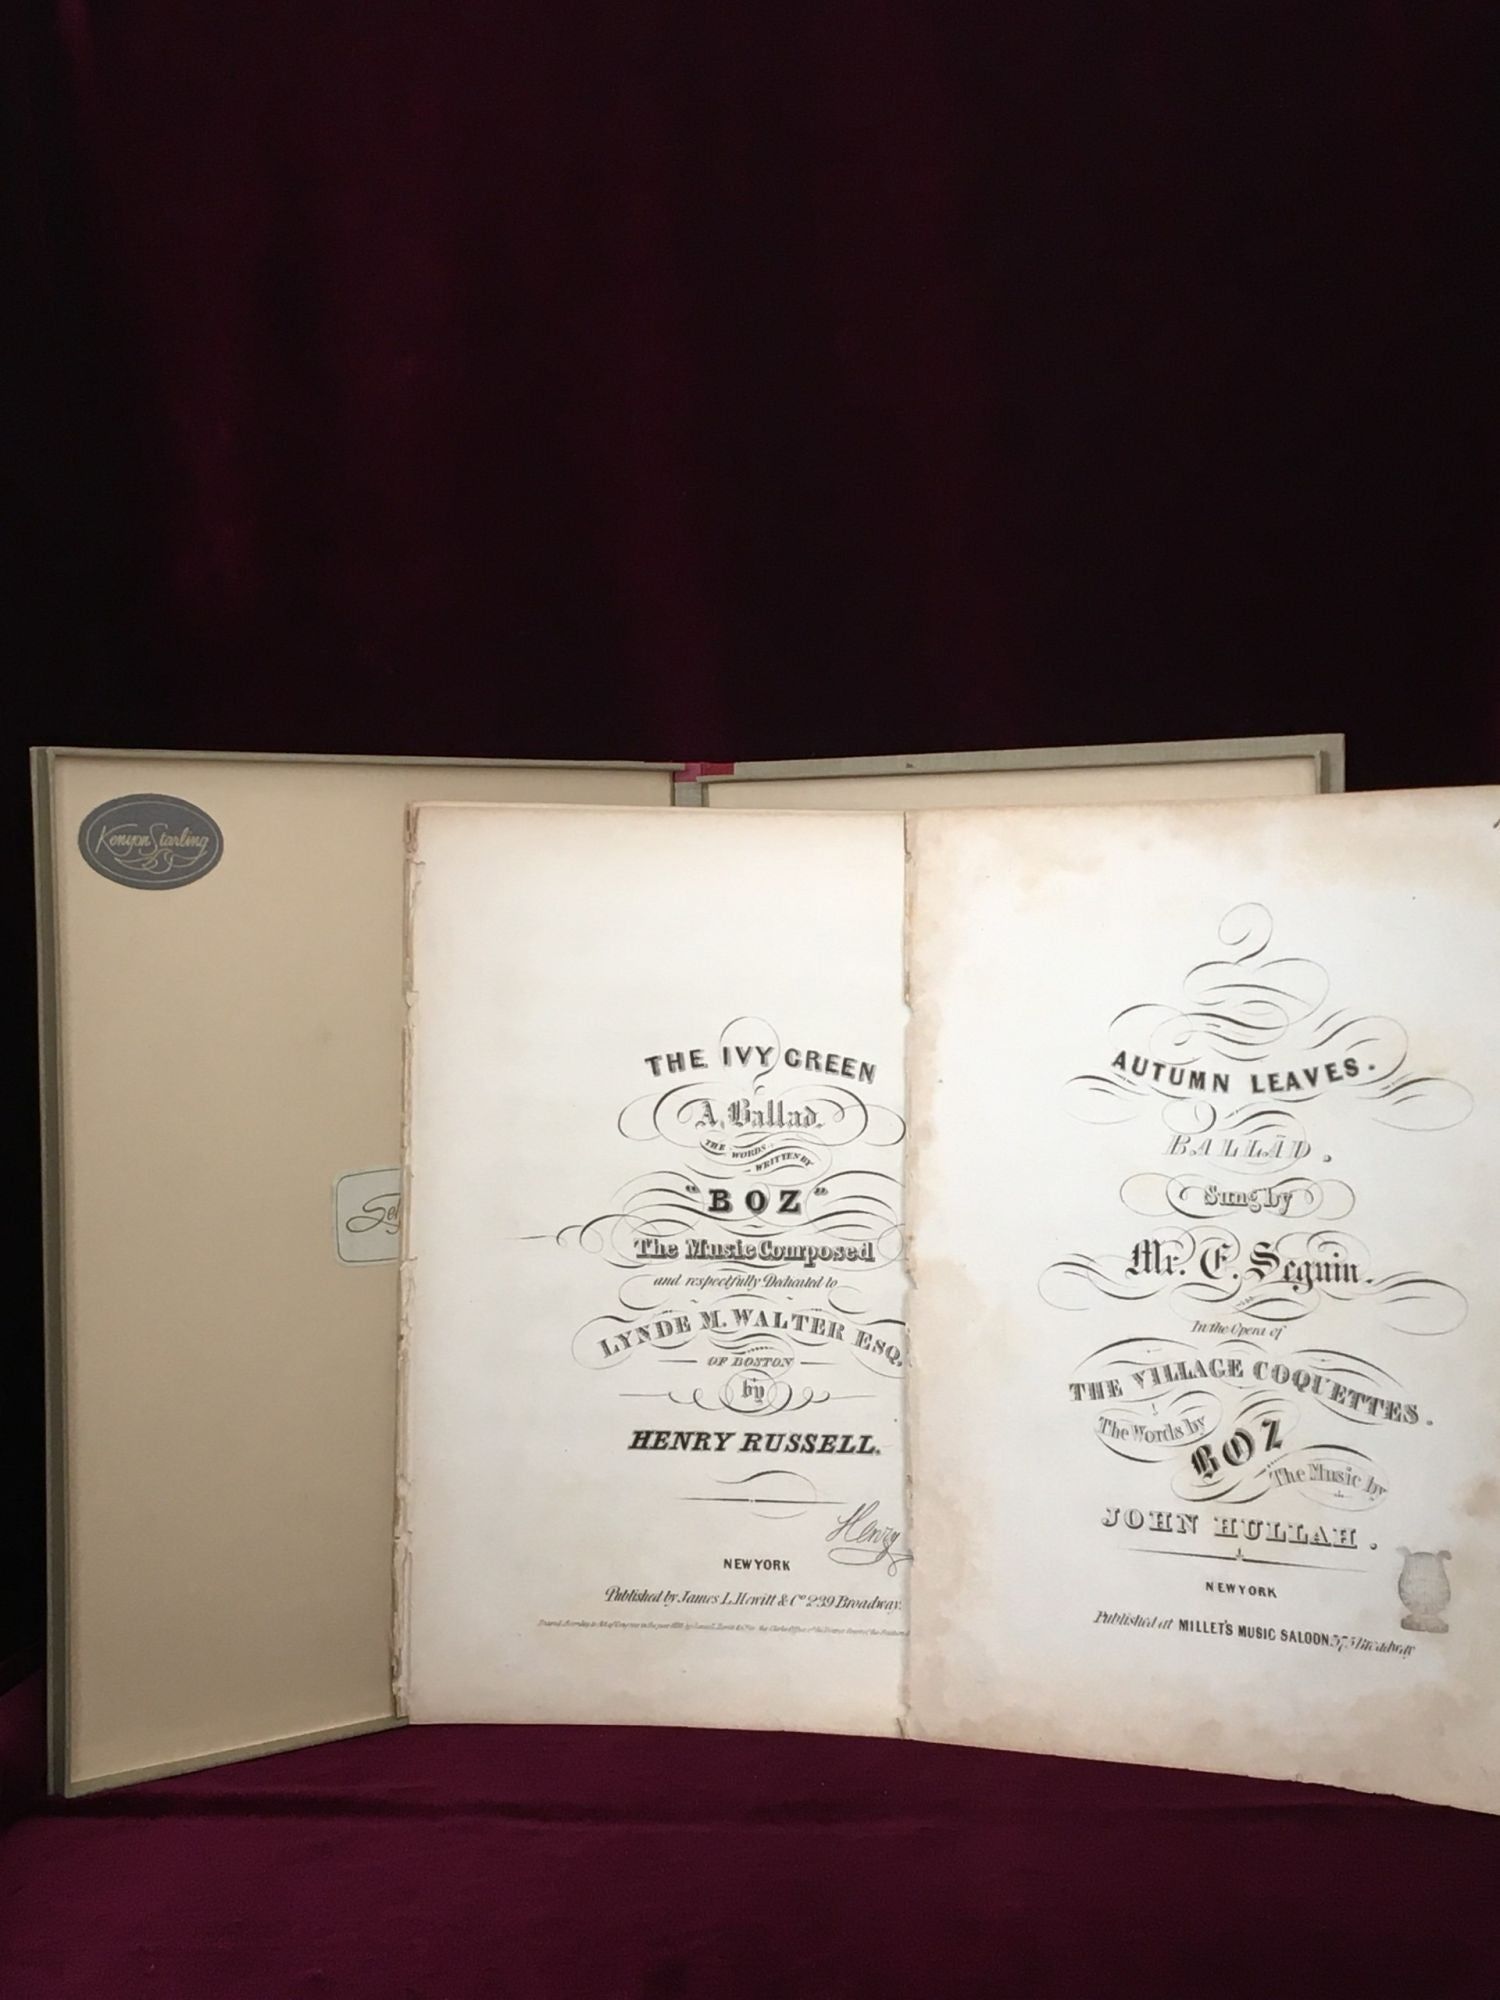 Kenyon Starling
THE IVY GREEN
A Ballad.
THE WORDS
WRITTEN BY
"BOZ"
The Music Composed
and respectfully Dedicated to
LYNDE M. WALTER ESQ.
OF BOSTON
by
HENRY RUSSELL.
Henry
NEW YORK
Published by James L. Hewitt & Co 239 Broadway.
AUTUMN LEAVES.
BALLAD.
Sung by
Mr. E. Seguin.
In the Opera of
THE VILLAGE COQUETTES.
The Words by
BOZ
The Music by
JOHN HULLAH.
NEW YORK
Published at MILLET'S MUSIC SALOON 375 Broadway